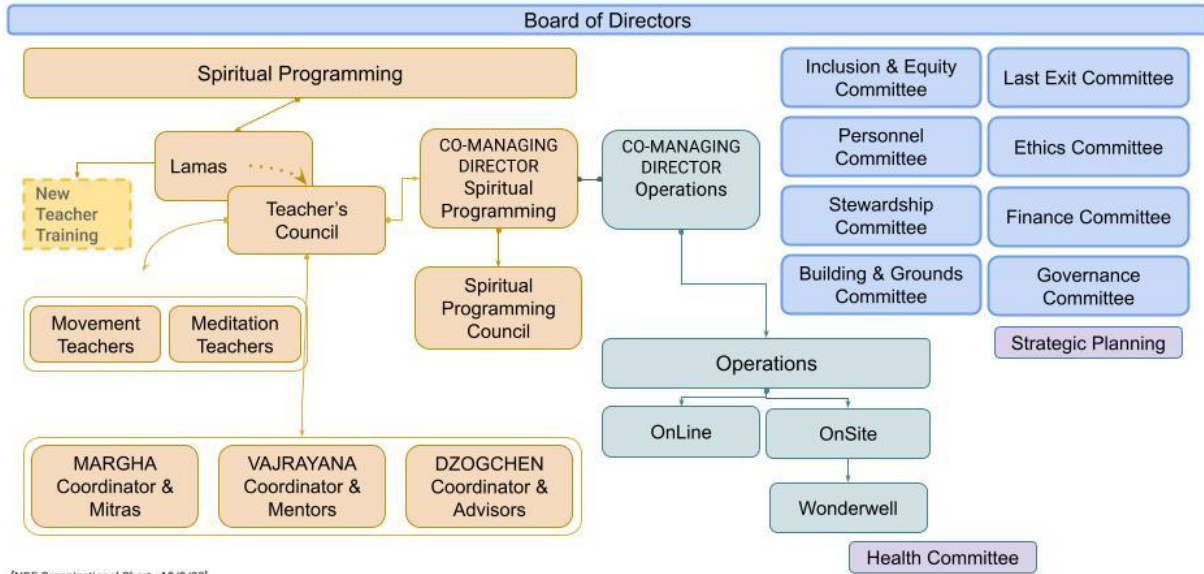 Board of Directors
Spiritual Programming
Inclusion & Equity
Committee
Last Exit Committee
Lamas
CO-MANAGING
DIRECTOR
Spiritual
Programming
CO-MANAGING
DIRECTOR
Operations
Personnel
Committee
Ethics Committee
New
Teacher
Training
Teacher's
Council
Stewardship
Committee
Finance Committee
Building & Grounds
Committee
Governance
Committee
Spiritual
Programming
Council
Movement
Teachers
Meditation
Teachers
Strategic Planning
Operations
OnLine
OnSite
MARGHA
Coordinator &
Mitras
VAJRAYANA
Coordinator &
Mentors
DZOGCHEN
Coordinator &
Advisors
Wonderwell
Health Committee